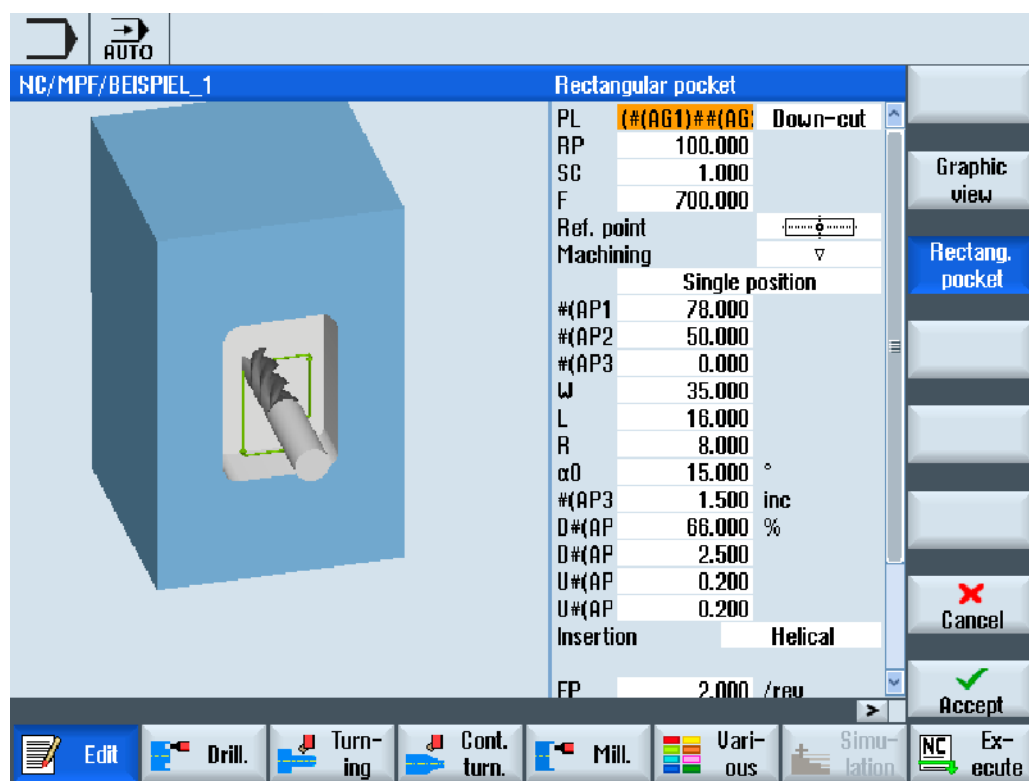 AUTO
NC/MPF/BEISPIEL_1
Rectangular pocket
PL (#(AG1)##(AG Down-cut
RP 100.000
SC 1.000
F 700.000
Ref. point
Machining ▽
Single position
#(AP1 78.000
#(AP2 50.000
#(AP3 0.000
W 35.000
L 16.000
R 8.000
α0 15.000 °
#(AP3 1.500 inc
D#(AP 66.000 %
D#(AP 2.500
U#(AP 0.200
U#(AP 0.200
Insertion Helical
EP 2.000 /rev
Graphic
view
Rectang.
pocket
Cancel
Accept
>
Edit
Drill.
Turn-
ing
Cont.
turn.
Mill.
Vari-
ous
Simu-
lation
NC Ex-
ecute